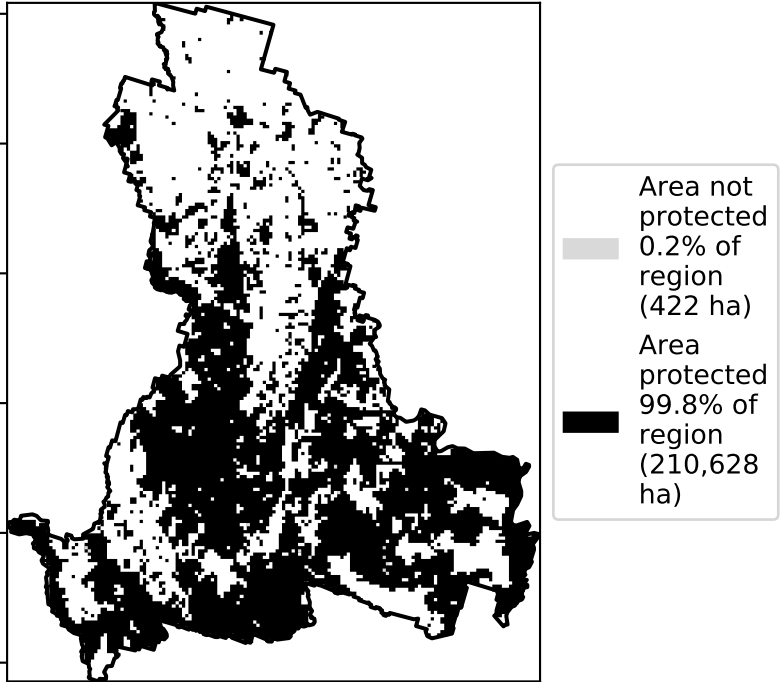 Area not
protected
0.2% of
region
(422 ha)
Area
protected
99.8% of
region
(210,628
ha)